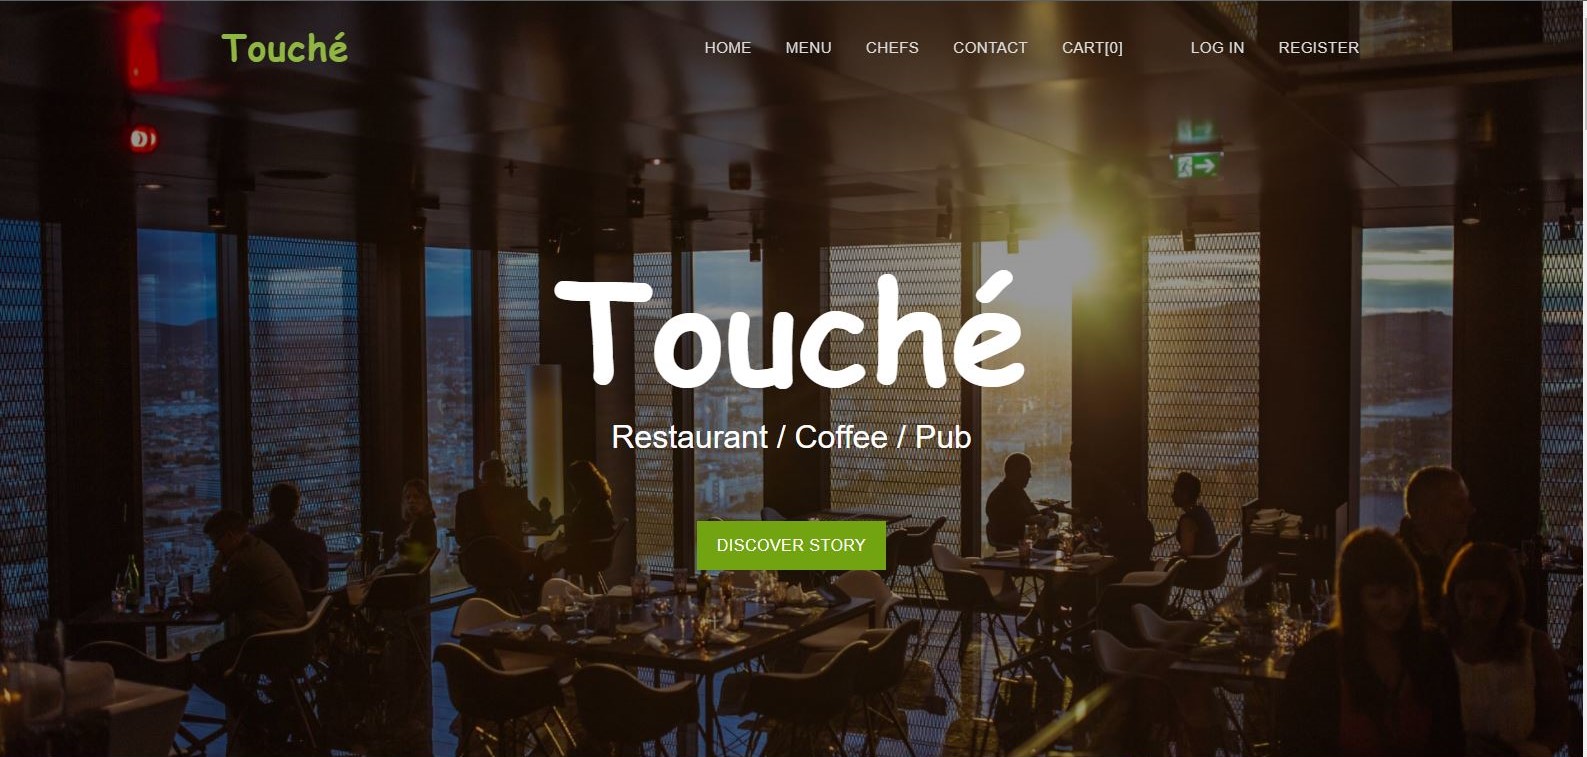 Touché
HOME MENU CHEFS CONTACT CART[0] LOG IN REGISTER
Touché
Restaurant / Coffee / Pub
DISCOVER STORY